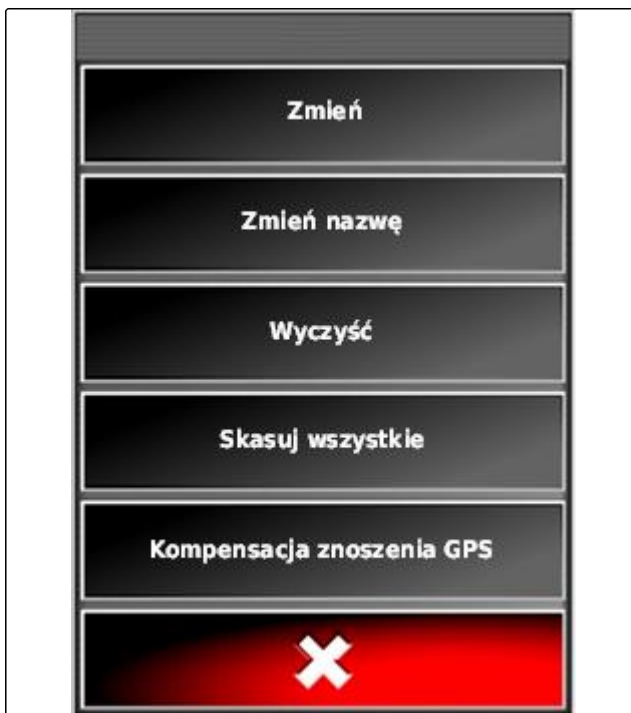 Zmień
Zmień nazwę
Wyczyść
Skasuj wszystkie
Kompensacja znoszenia GPS